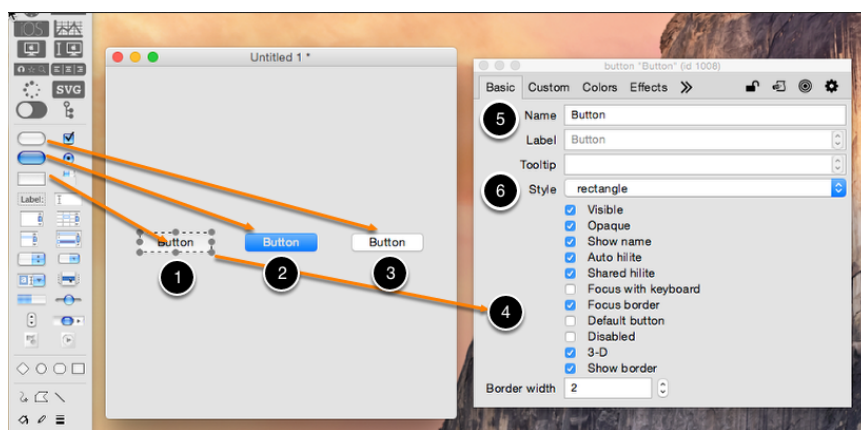 iOS
SVG
Label:
Untitled 1 *
Button
Button
Button
1
2
3
4
button "Button" (id 1008)
Basic
Custom
Colors
Effects
5
Name
Button
Label
Button
Tooltip
6
Style
rectangle
Visible
Opaque
Show name
Auto hilite
Shared hilite
Focus with keyboard
Focus border
Default button
Disabled
3-D
Show border
Border width
2